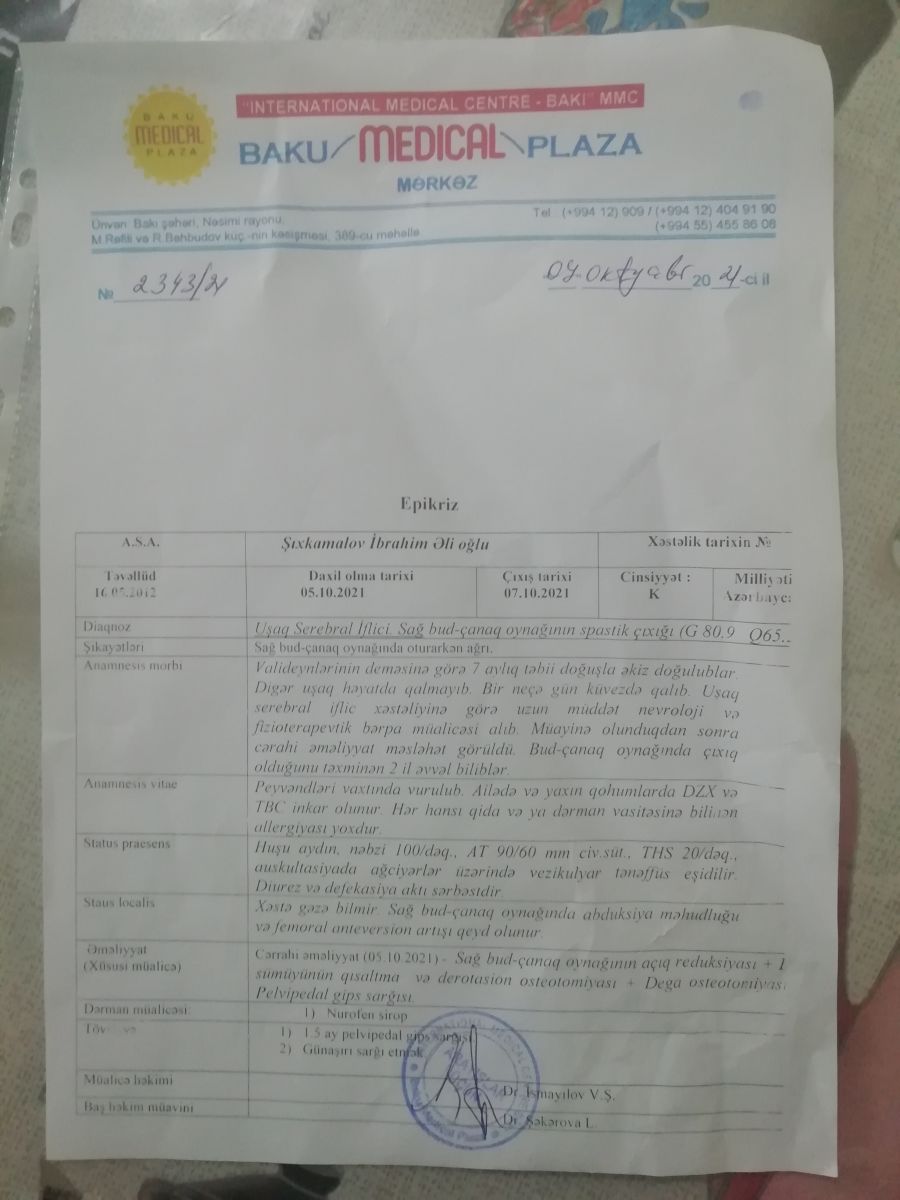 BAKU
MEDICAL
PLAZA
"INTERNATIONAL MEDICAL CENTRE - BAKI" MMC
BAKU MEDICAL PLAZA
MƏRKƏZ
Ünvan: Bakı şəhəri, Nəsimi rayonu,
M.Rəfili və R.Behbudov küç.-nin kəsişməsi, 389-cu məhəllə
Tel.: (+994 12) 909 / (+994 12) 404 91 90
(+994 55) 455 86 08
№ 2343/21
07 Oktyabr 2021-ci il
Epikriz
A.S.A. Şıxkamalov İbrahim Əli oğlu Xəstəlik tarixin №
Təvəllüd Daxil olma tarixi Çıxış tarixi Cinsiyyət : Milliyəti
16.05.2012 05.10.2021 07.10.2021 K
Diaqnoz Uşaq Serebral İflici. Sağ bud-çanaq oynağının spastik çıxığı (G 80.9 Q65..
Şikayətləri Sağ bud-çanaq oynağında oturarkən ağrı.
Anamnesis morbi Valideynlərinin deməsinə görə 7 aylıq təbii doğuşla əkiz doğulublar.
Digər uşaq həyatda qalmayıb. Bir neçə gün küvezdə qalıb. Uşaq
serebral iflic xəstəliyinə görə uzun müddət nevroloji və
fizioterapevtik bərpa müalicəsi alıb. Müayinə olunduqdan sonra
cərahi əməliyyat məsləhət görüldü. Bud-çanaq oynağında çıxıq
olduğunu təxminən 2 il əvvəl biliblər.
Anamnesis vitae Peyvəndləri vaxtında vurulub. Ailədə və yaxın qohumlarda DZX və
TBC inkar olunur. Hər hansı qida və ya dərman vasitəsinə bilinən
allergiyası yoxdur.
Status praesens Huşu aydın, nəbzi 100/dəq., AT 90/60 mm civ.süt., THS 20/dəq.,
auskultasiyada ağciyərlər üzərində vezikulyar tənəffüs eşidilir.
Diurez və defekasiya aktı sərbəstdir.
Staus localis Xəstə gəzə bilmir. Sağ bud-çanaq oynağında abduksiya məhudluğu
və femoral anteversion artışı qeyd olunur.
Əməliyyat Cərrahi əməliyyat (05.10.2021) - Sağ bud-çanaq oynağının açıq reduksiyası +
(Xüsusi müalicə) sümüyünün qısaltma və derotasion osteotomiyası + Dega osteotomiyası
Pelvipedal gips sarğısı.
Dərman müalicəsi: 1) Nurofen sirop
1) 1.5 ay pelvipedal gips sarğısı
2) Günaşırı sarğı etmək
Müalicə həkimi Dr. İsmayılov V.Ş.
Baş həkim müavini Dr. Şəkərova L